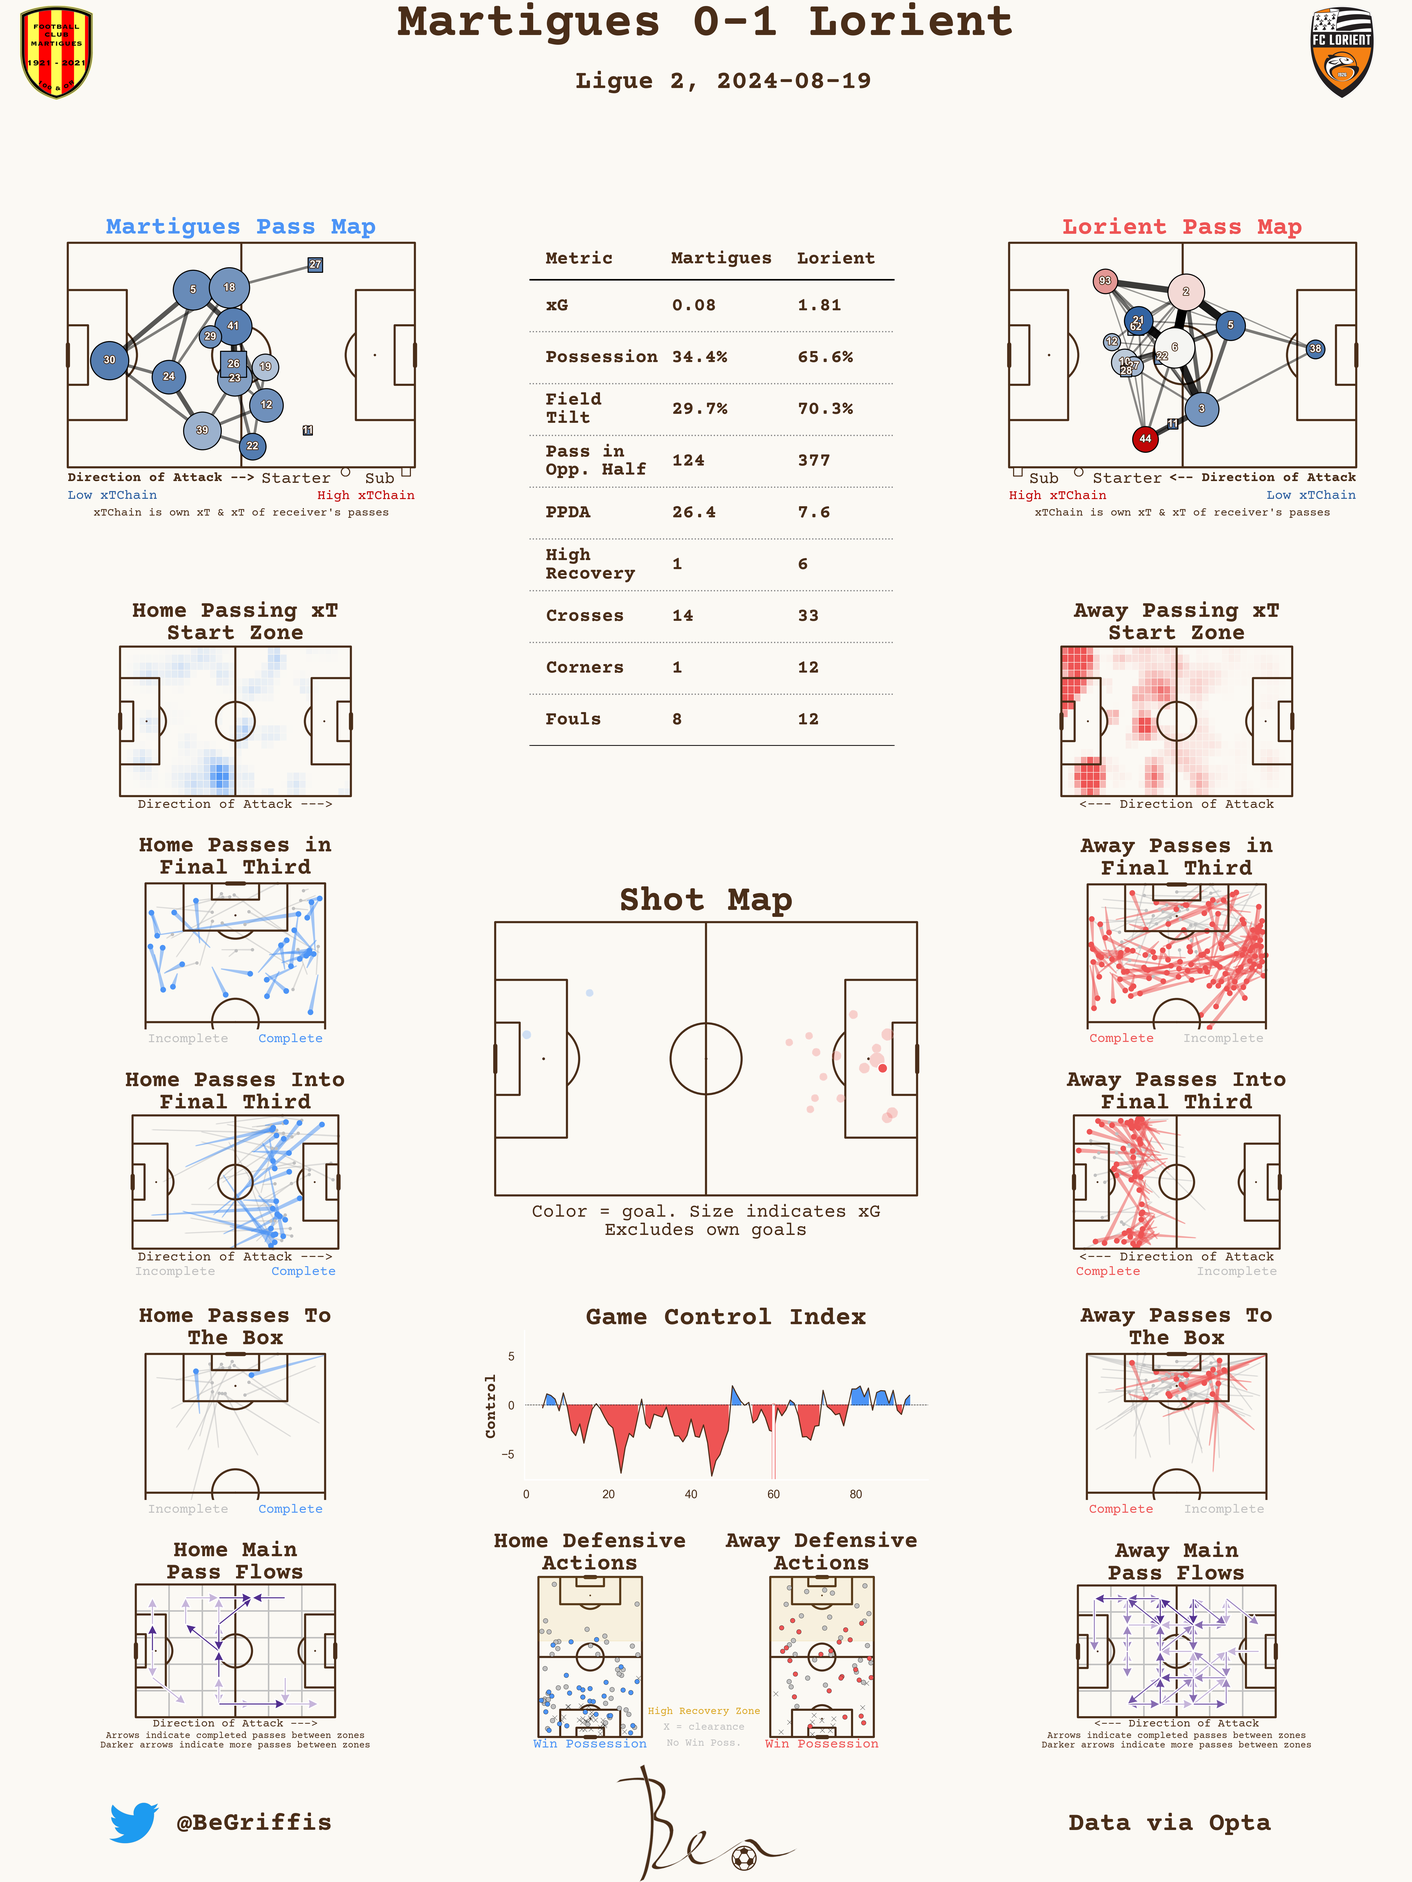 Martigues 0-1 Lorient
Ligue 2, 2024-08-19
FOOTBALL
CLUB
MARTIGUES
1921 - 2021
FC LORIENT
Martigues Pass Map
27
5
18
41
29
30
26
19
24
23
12
39
22
11
Direction of Attack --> Starter Sub
Low xTChain High xTChain
xTChain is own xT & xT of receiver's passes
Metric Martigues Lorient
xG 0.08 1.81
Possession 34.4% 65.6%
Field
Tilt 29.7% 70.3%
Pass in
Opp. Half 124 377
PPDA 26.4 7.6
High
Recovery 1 6
Crosses 14 33
Corners 1 12
Fouls 8 12
Lorient Pass Map
93
2
21
62
5
12
6
38
10
22
28
3
11
44
Sub Starter <-- Direction of Attack
High xTChain Low xTChain
xTChain is own xT & xT of receiver's passes
Home Passing xT
Start Zone
Direction of Attack --->
Away Passing xT
Start Zone
<--- Direction of Attack
Home Passes in
Final Third
Incomplete Complete
Away Passes in
Final Third
Complete Incomplete
Shot Map
Color = goal. Size indicates xG
Excludes own goals
Home Passes Into
Final Third
Direction of Attack --->
Incomplete Complete
Away Passes Into
Final Third
<--- Direction of Attack
Complete Incomplete
Home Passes To
The Box
Incomplete Complete
Game Control Index
Control
5
0
−5
0 20 40 60 80
Away Passes To
The Box
Complete Incomplete
Home Main
Pass Flows
Direction of Attack --->
Arrows indicate completed passes between zones
Darker arrows indicate more passes between zones
Home Defensive
Actions
Win Possession
High Recovery Zone
X = clearance
No Win Poss.
Away Defensive
Actions
Win Possession
Away Main
Pass Flows
<--- Direction of Attack
Arrows indicate completed passes between zones
Darker arrows indicate more passes between zones
@BeGriffis
Ben
Data via Opta